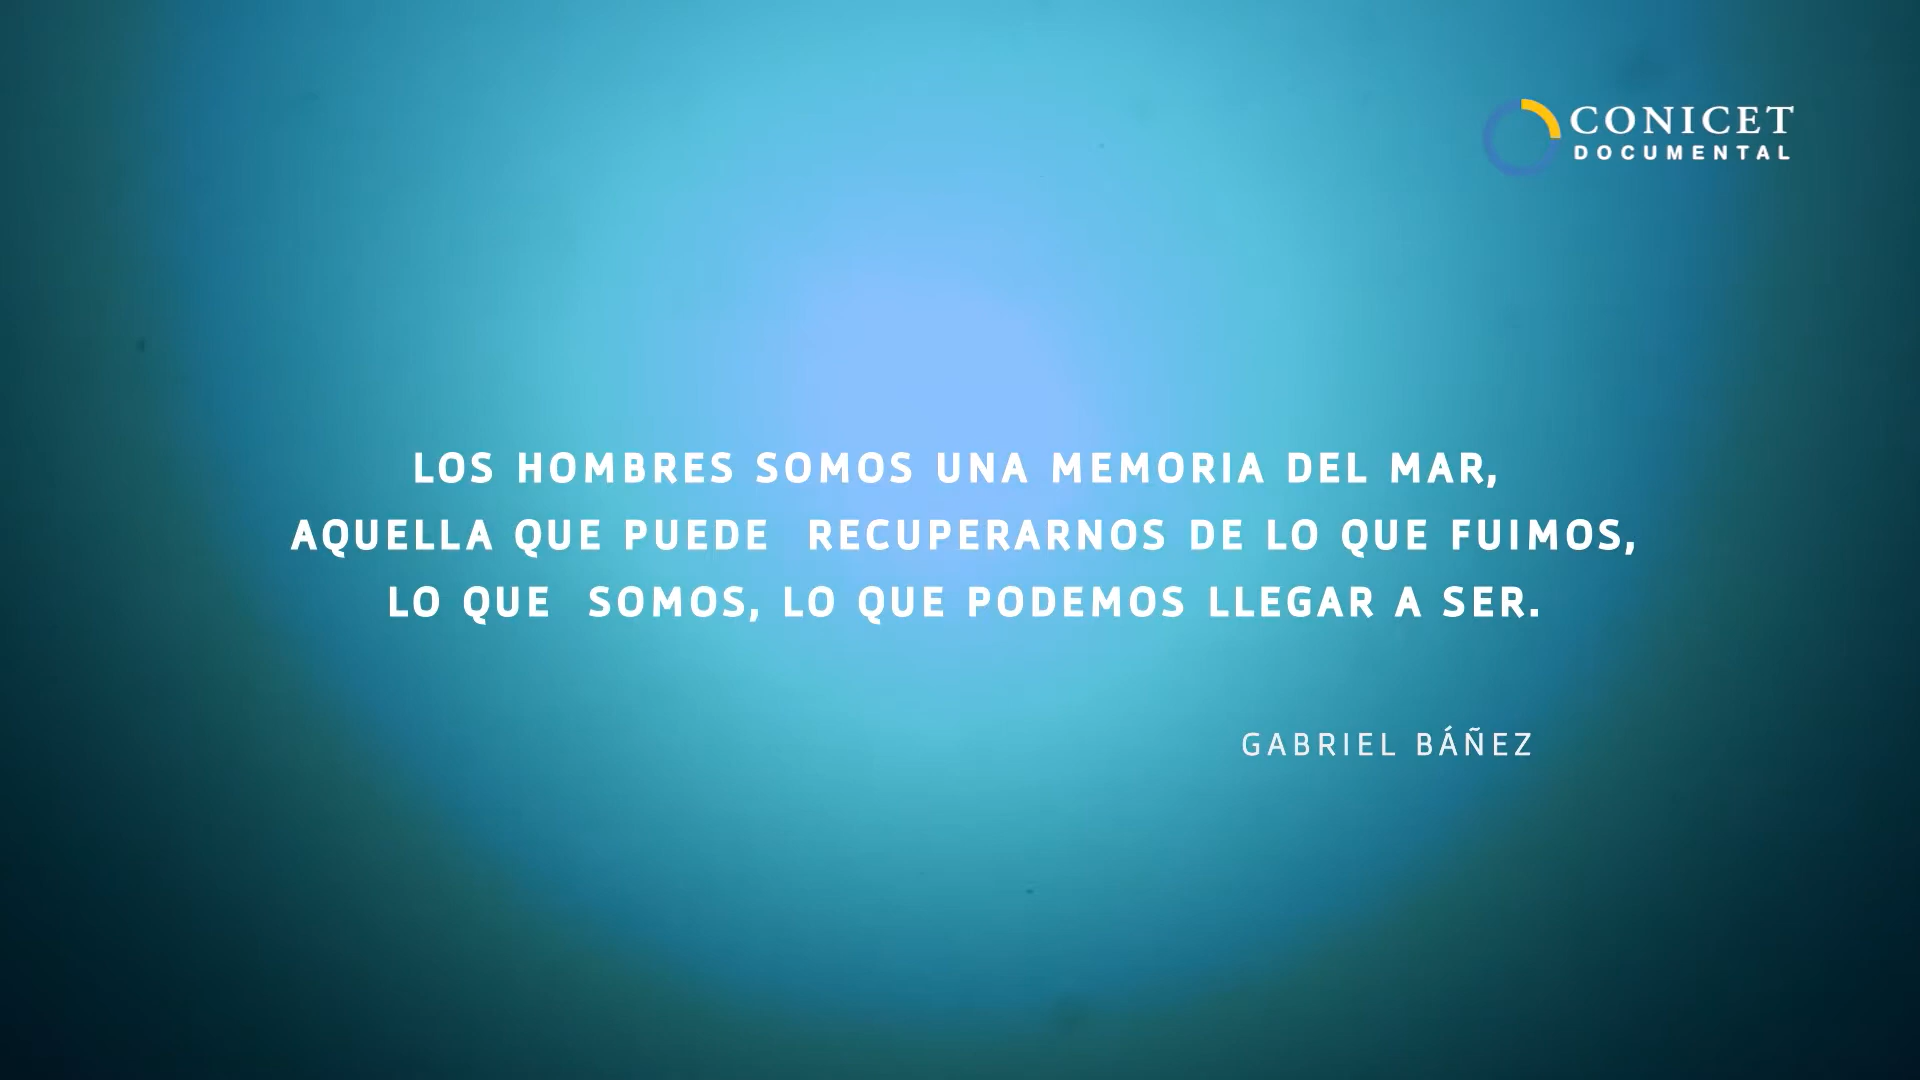 CONICET
DOCUMENTAL
LOS HOMBRES SOMOS UNA MEMORIA DEL MAR,
AQUELLA QUE PUEDE RECUPERARNOS DE LO QUE FUIMOS,
LO QUE SOMOS, LO QUE PODEMOS LLEGAR A SER.
GABRIEL BÁÑEZ